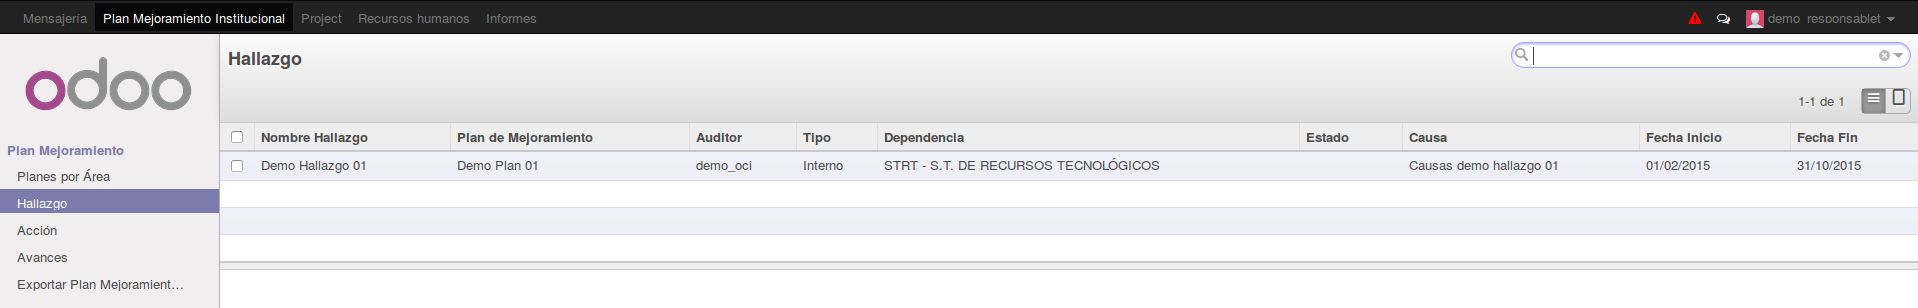 Mensajería Plan Mejoramiento Institucional Project Recursos humanos Informes demo_responsablet
odoo
Hallazgo
1-1 de 1
Plan Mejoramiento
Planes por Área
Hallazgo
Acción
Avances
Exportar Plan Mejoramient...
Nombre Hallazgo Plan de Mejoramiento Auditor Tipo Dependencia Estado Causa Fecha Inicio Fecha Fin
Demo Hallazgo 01 Demo Plan 01 demo_oci Interno STRT - S.T. DE RECURSOS TECNOLÓGICOS Causas demo hallazgo 01 01/02/2015 31/10/2015